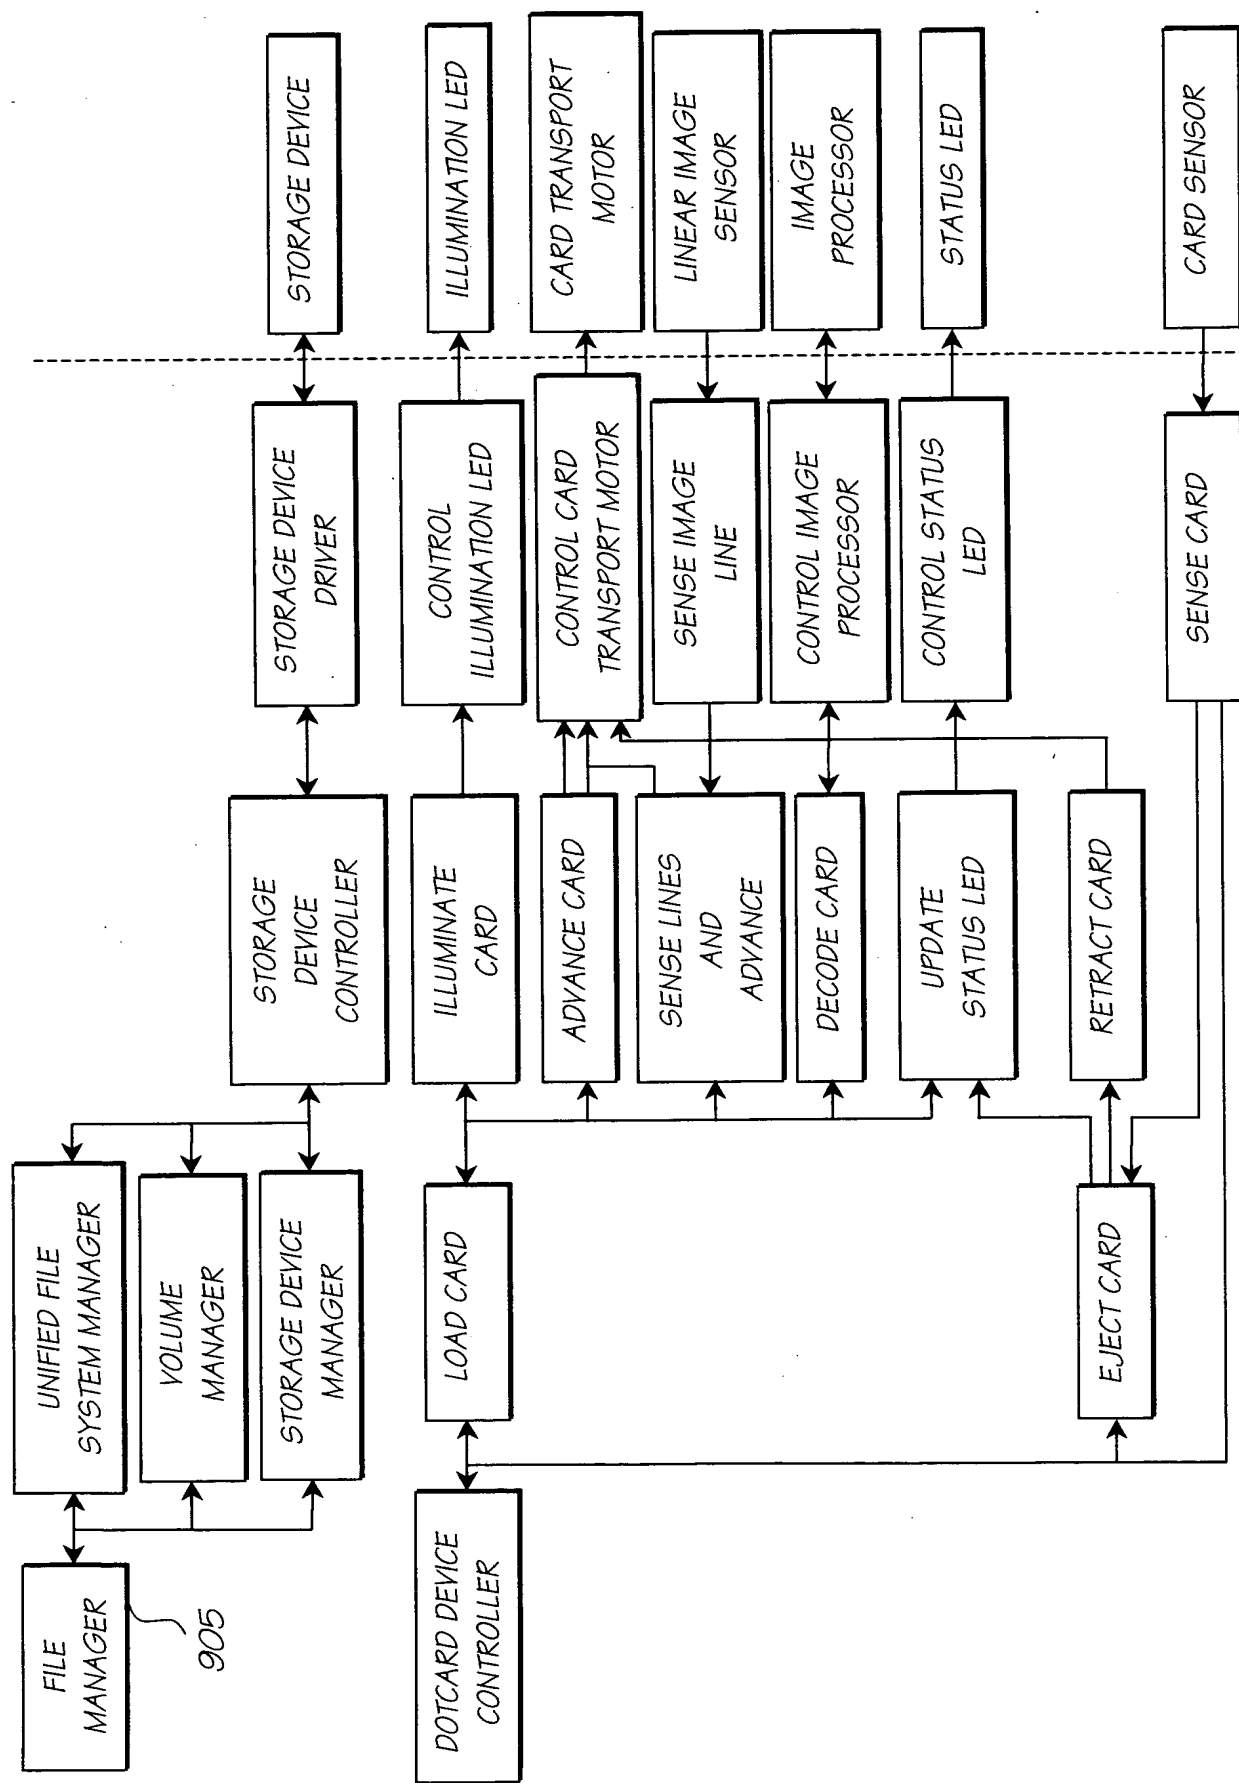 FILE
MANAGER
905
UNIFIED FILE
SYSTEM MANAGER
VOLUME
MANAGER
STORAGE DEVICE
MANAGER
STORAGE
DEVICE
CONTROLLER
STORAGE DEVICE
DRIVER
STORAGE DEVICE
DOTCARD DEVICE
CONTROLLER
LOAD CARD
ILLUMINATE
CARD
CONTROL
ILLUMINATION LED
ILLUMINATION LED
ADVANCE CARD
CONTROL CARD
TRANSPORT MOTOR
CARD TRANSPORT
MOTOR
SENSE LINES
AND
ADVANCE
SENSE IMAGE
LINE
LINEAR IMAGE
SENSOR
DECODE CARD
CONTROL IMAGE
PROCESSOR
IMAGE
PROCESSOR
UPDATE
STATUS LED
CONTROL STATUS
LED
STATUS LED
EJECT CARD
RETRACT CARD
SENSE CARD
CARD SENSOR